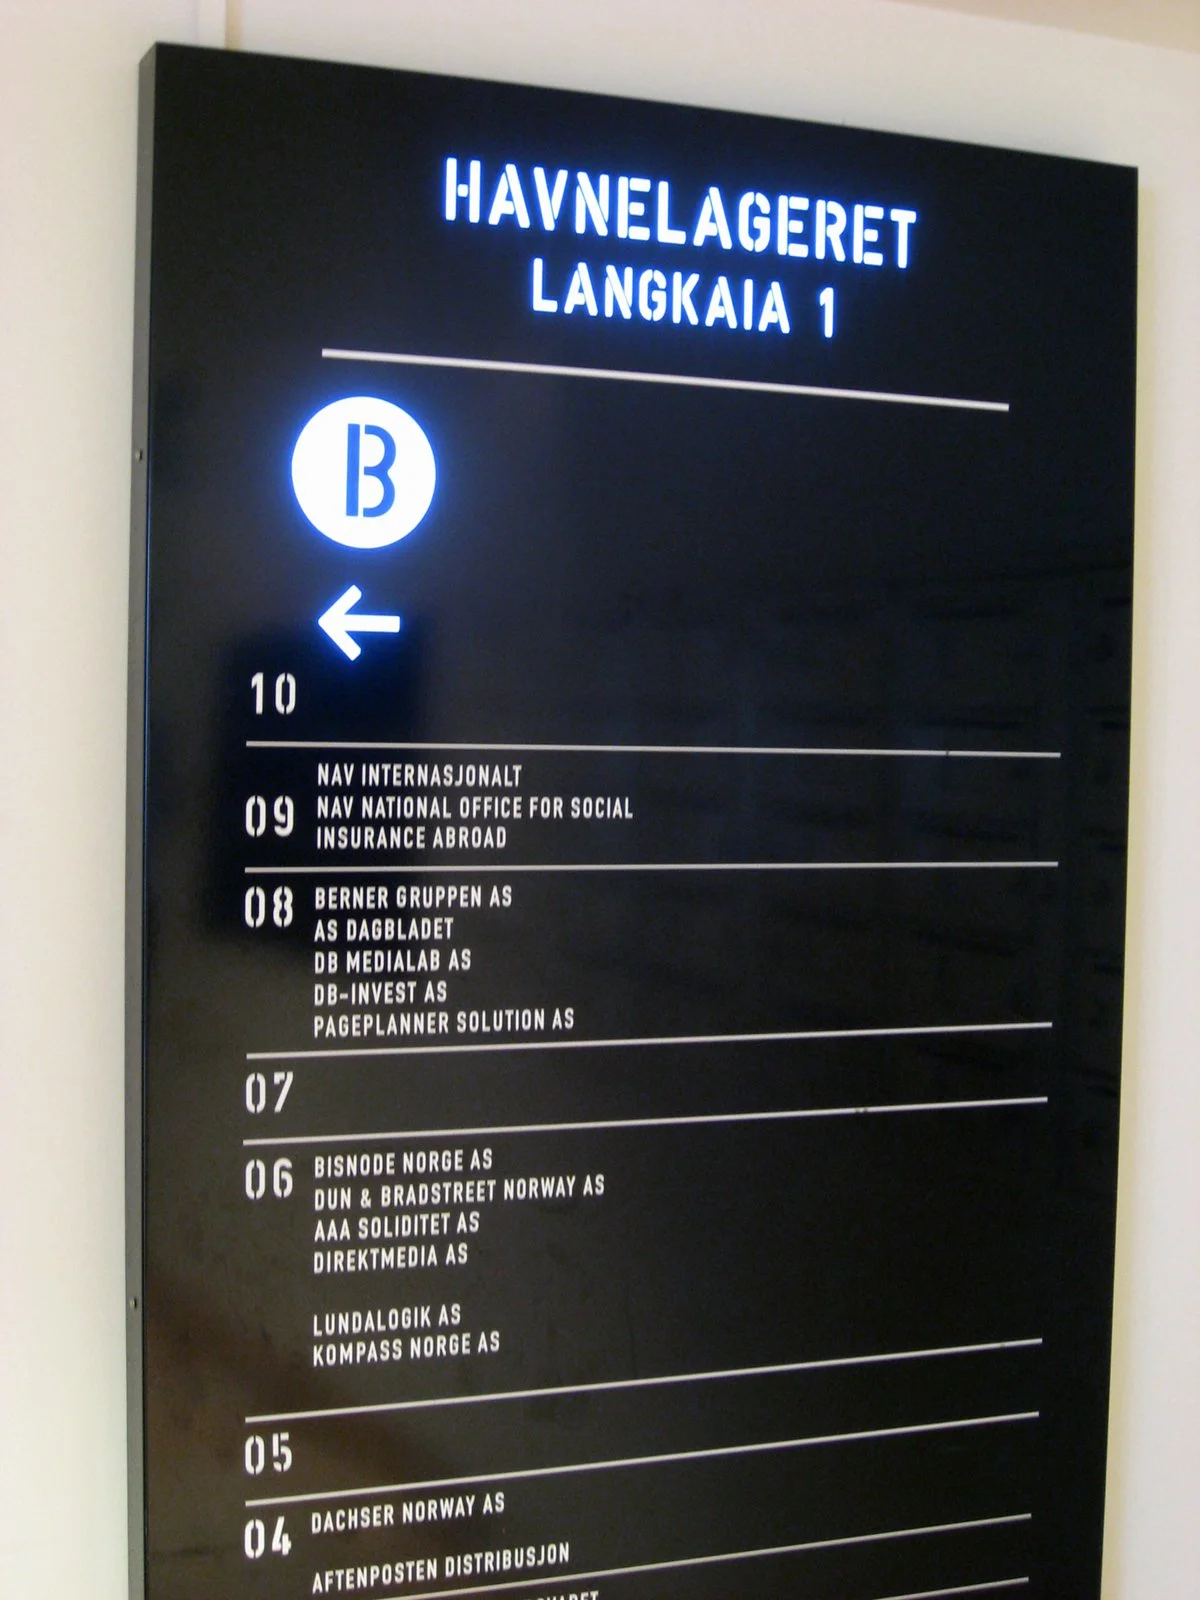 HAVNELAGERET
LANGKAIA 1
B
10
NAV INTERNASJONALT
09 NAV NATIONAL OFFICE FOR SOCIAL
INSURANCE ABROAD
08 BERNER GRUPPEN AS
AS DAGBLADET
DB MEDIALAB AS
DB-INVEST AS
PAGEPLANNER SOLUTION AS
07
06 BISNODE NORGE AS
DUN & BRADSTREET NORWAY AS
AAA SOLIDITET AS
DIREKTMEDIA AS
LUNDALOGIK AS
KOMPASS NORGE AS
05
04 DACHSER NORWAY AS
AFTENPOSTEN DISTRIBUSJON